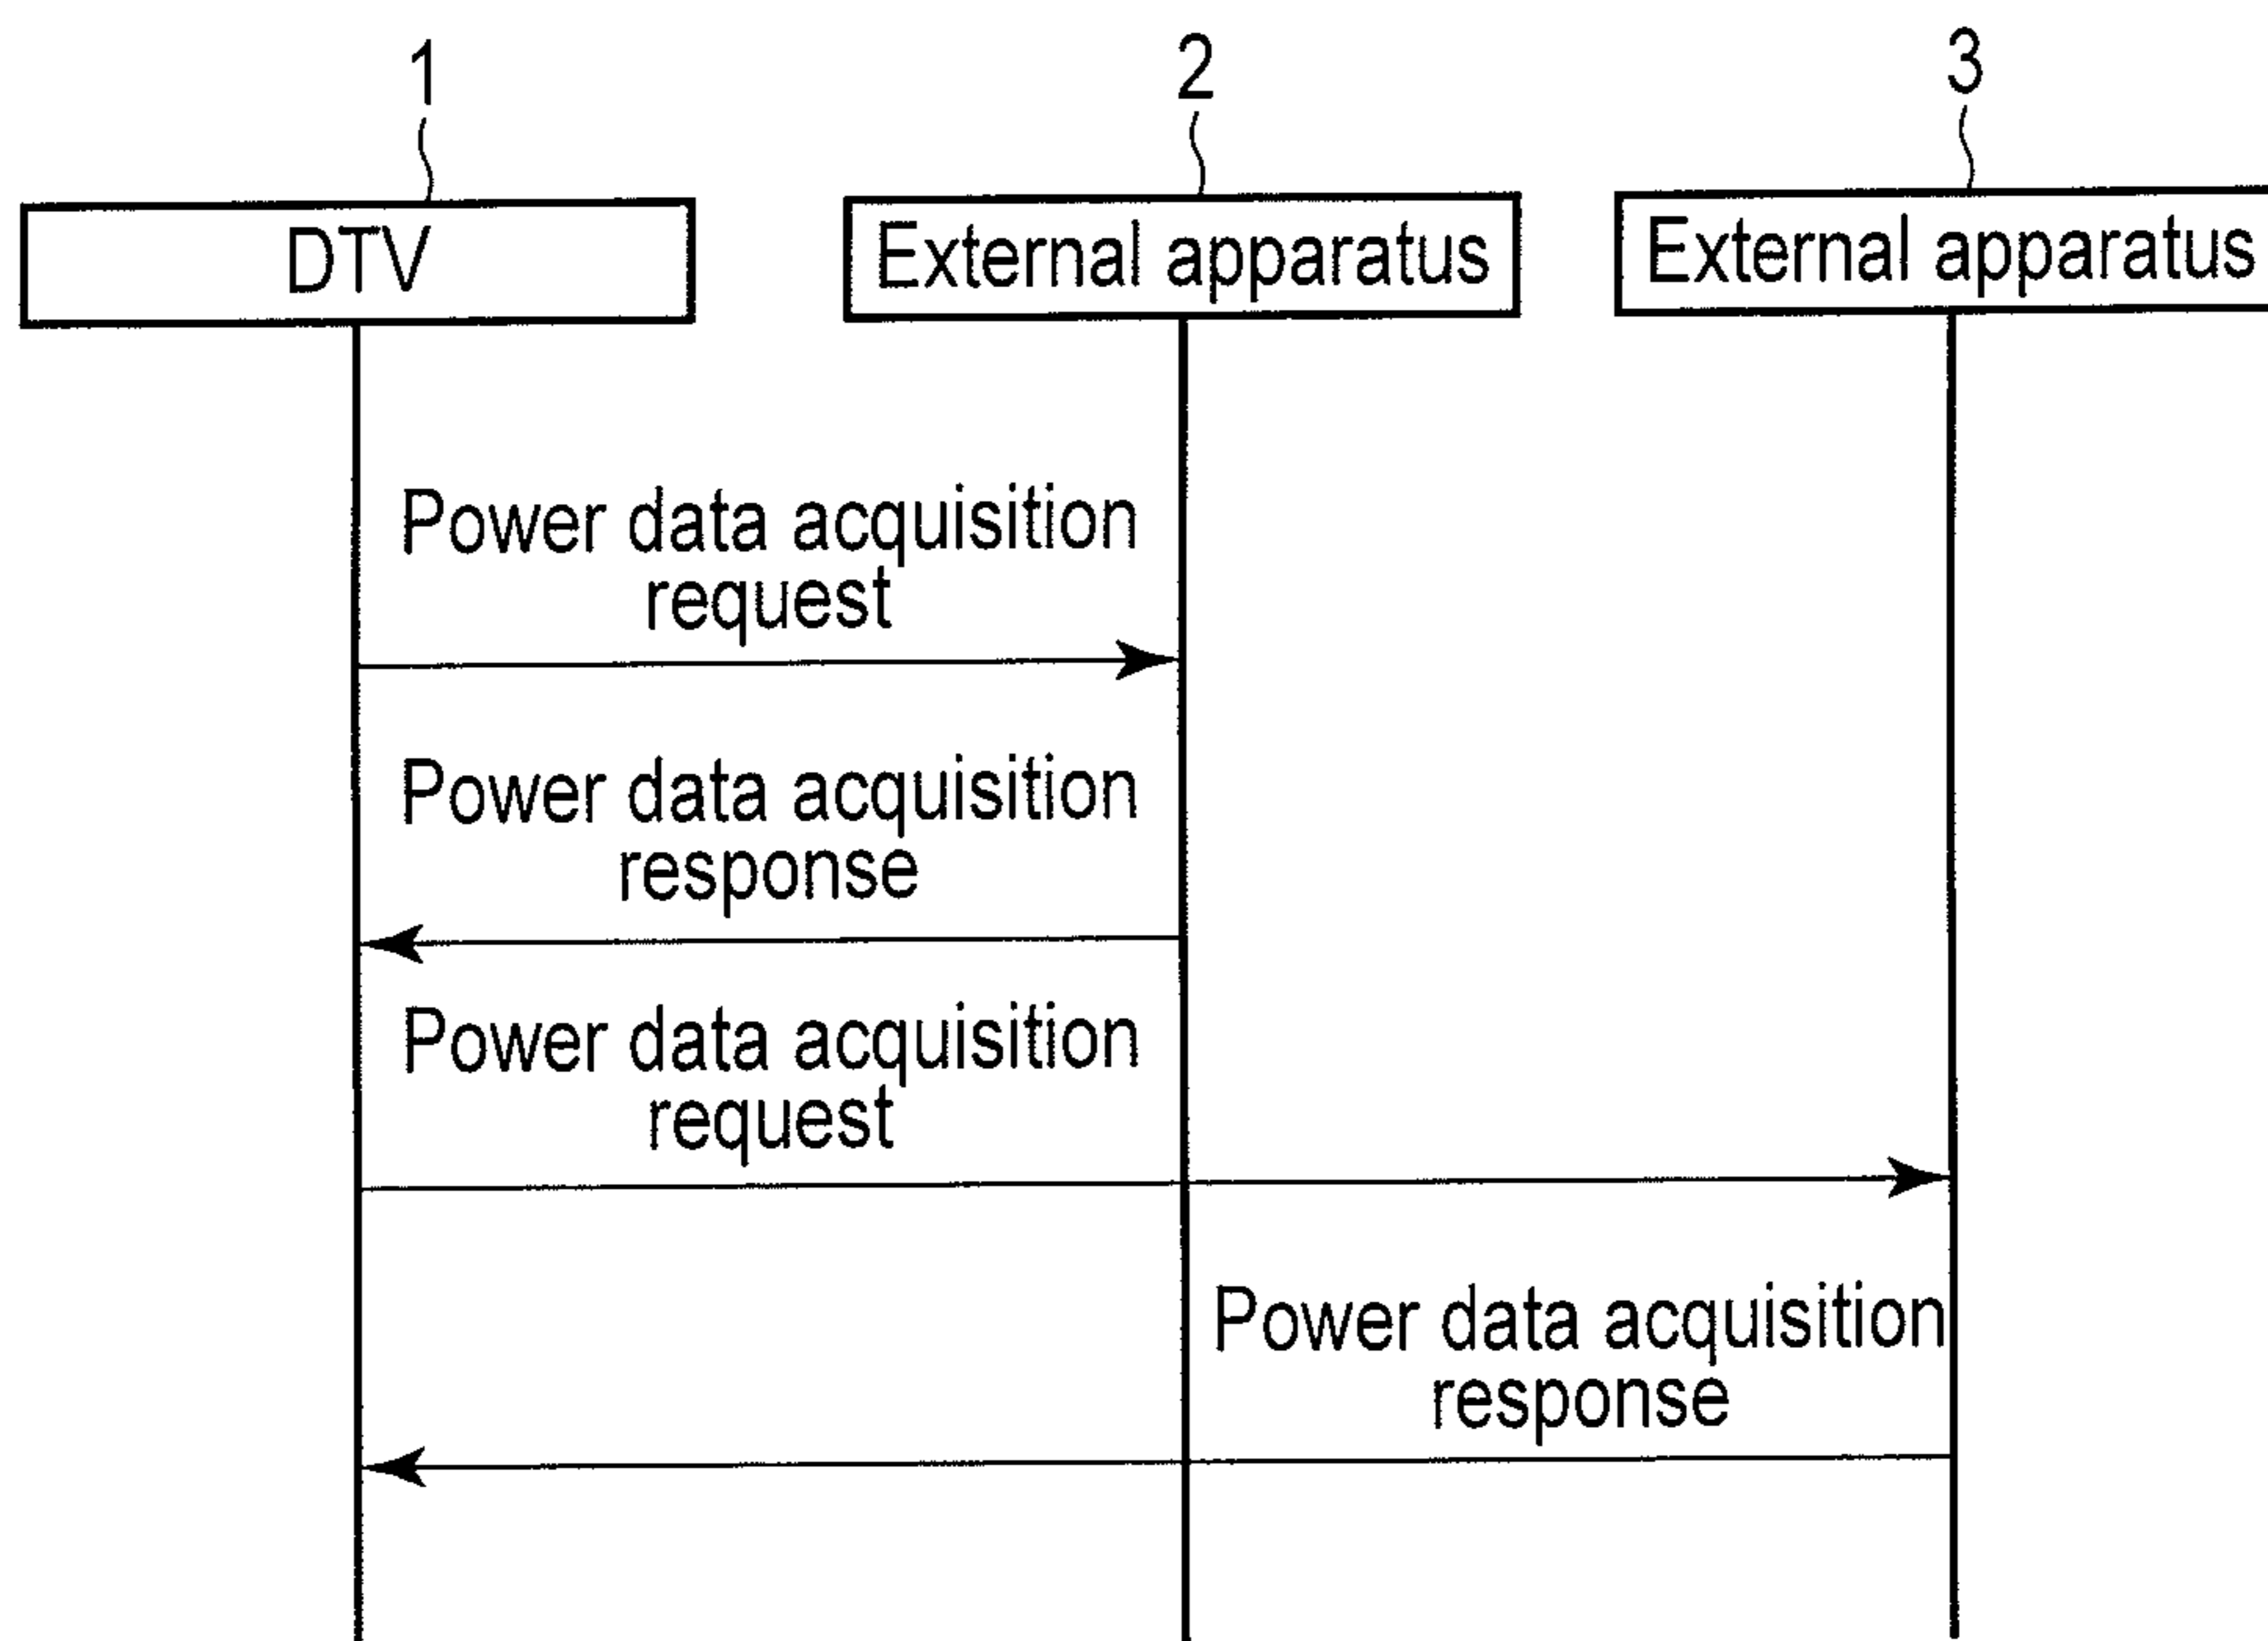 1
2
3
DTV
External apparatus
External apparatus
Power data acquisition
request
Power data acquisition
response
Power data acquisition
request
Power data acquisition
response